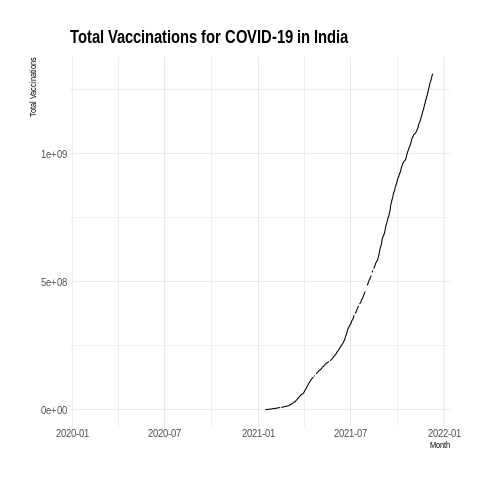 Total Vaccinations for COVID-19 in India
Total Vaccinations
1e+09
5e+08
0e+00
2020-01 2020-07 2021-01 2021-07 2022-01
Month